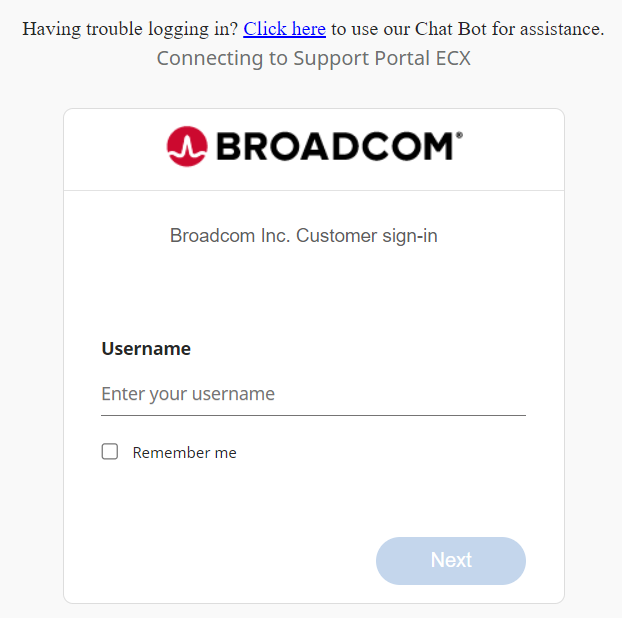 Having trouble logging in? Click here to use our Chat Bot for assistance.
Connecting to Support Portal ECX
BROADCOM®
Broadcom Inc. Customer sign-in
Username
Enter your username
Remember me
Next